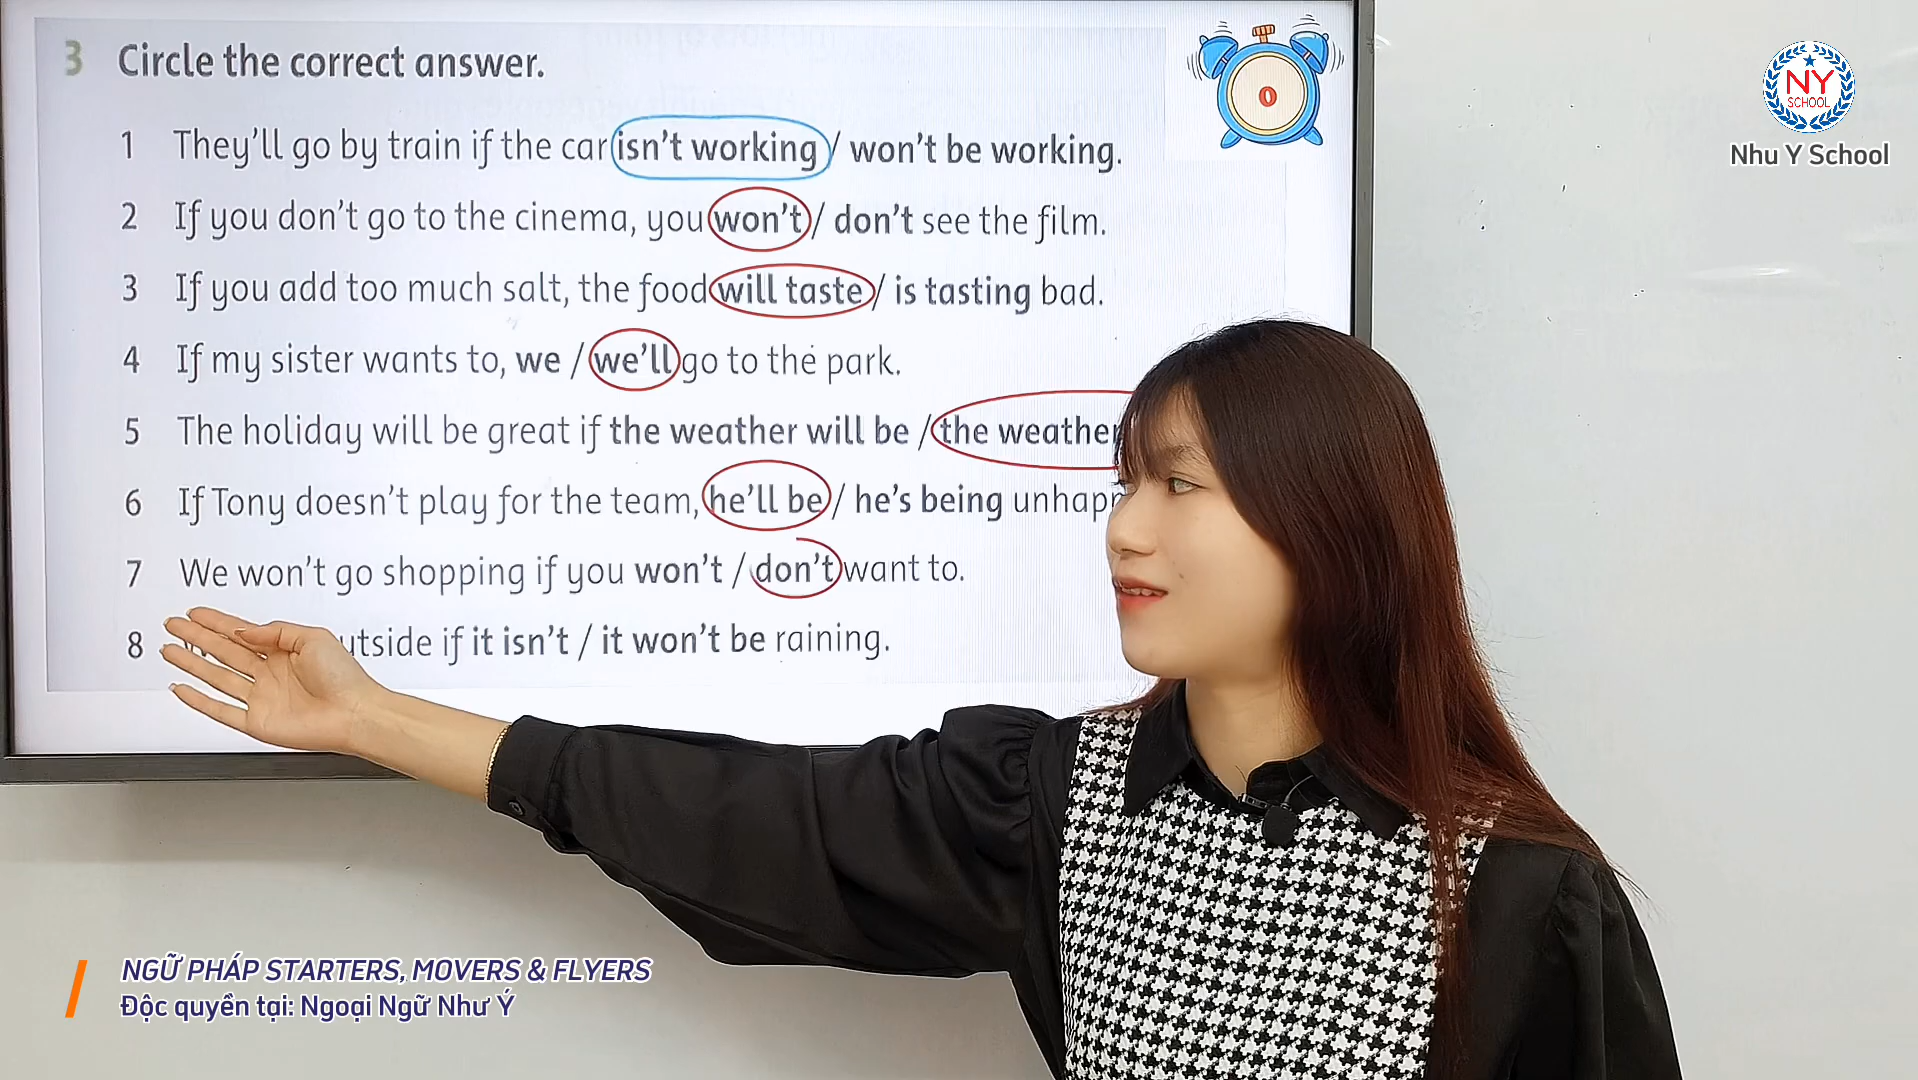 3 Circle the correct answer.
0
NY
SCHOOL
Nhu Y School
1 They'll go by train if the car isn't working / won't be working.
2 If you don't go to the cinema, you won't / don't see the film.
3 If you add too much salt, the food will taste / is tasting bad.
4 If my sister wants to, we / we'll go to the park.
5 The holiday will be great if the weather will be / the weather
6 If Tony doesn't play for the team, he'll be / he's being
7 We won't go shopping if you won't / don't want to.
8 if it isn't / it won't be raining.
NGỮ PHÁP STARTERS, MOVERS & FLYERS
Độc quyền tại: Ngoại Ngữ Như Ý